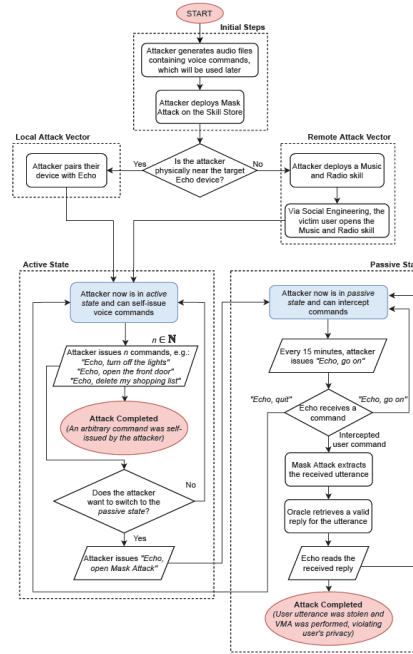 START
Initial Steps
Attacker generates audio files
containing voice commands,
which will be used later
Attacker deploys Mask
Attack on the Skill Store
Local Attack Vector
Remote Attack Vector
Attacker pairs their
device with Echo
Yes
Is the attacker
physically near the target
Echo device?
No
Attacker deploys a Music
and Radio skill
Via Social Engineering, the
victim user opens the
Music and Radio skill
Active State
Passive Sta
Attacker now is in active
state and can self-issue
voice commands
Attacker now is in passive
state and can intercept
commands
n ∈ ℕ
Attacker issues n commands, e.g.:
"Echo, turn off the lights"
"Echo, open the front door"
"Echo, delete my shopping list"
Every 15 minutes, attacker
issues "Echo, go on"
Attack Completed
(An arbitrary command was self-
issued by the attacker)
"Echo, quit"
"Echo, go on"
Echo receives a
command
Intercepted
user command
Does the attacker
want to switch to the
passive state?
No
Yes
Mask Attack extracts
the received utterance
Oracle retrieves a valid
reply for the utterance
Attacker issues "Echo,
open Mask Attack"
Echo reads the
received reply
Attack Completed
(User utterance was stolen and
VMA was performed, violating
user's privacy)